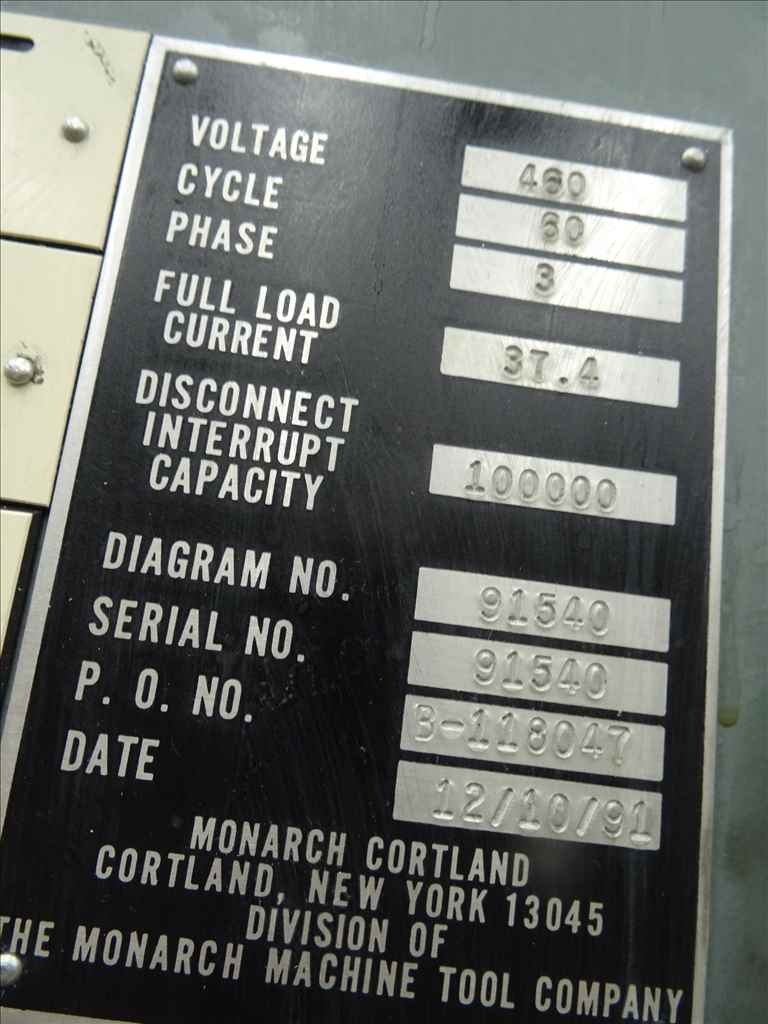 VOLTAGE 460
CYCLE 60
PHASE 3
FULL LOAD
CURRENT 37.4
DISCONNECT
INTERRUPT
CAPACITY 100000
DIAGRAM NO. 91540
SERIAL NO. 91540
P. O. NO. B-118047
DATE 12/10/91
MONARCH CORTLAND
CORTLAND, NEW YORK 13045
DIVISION OF
THE MONARCH MACHINE TOOL COMPANY